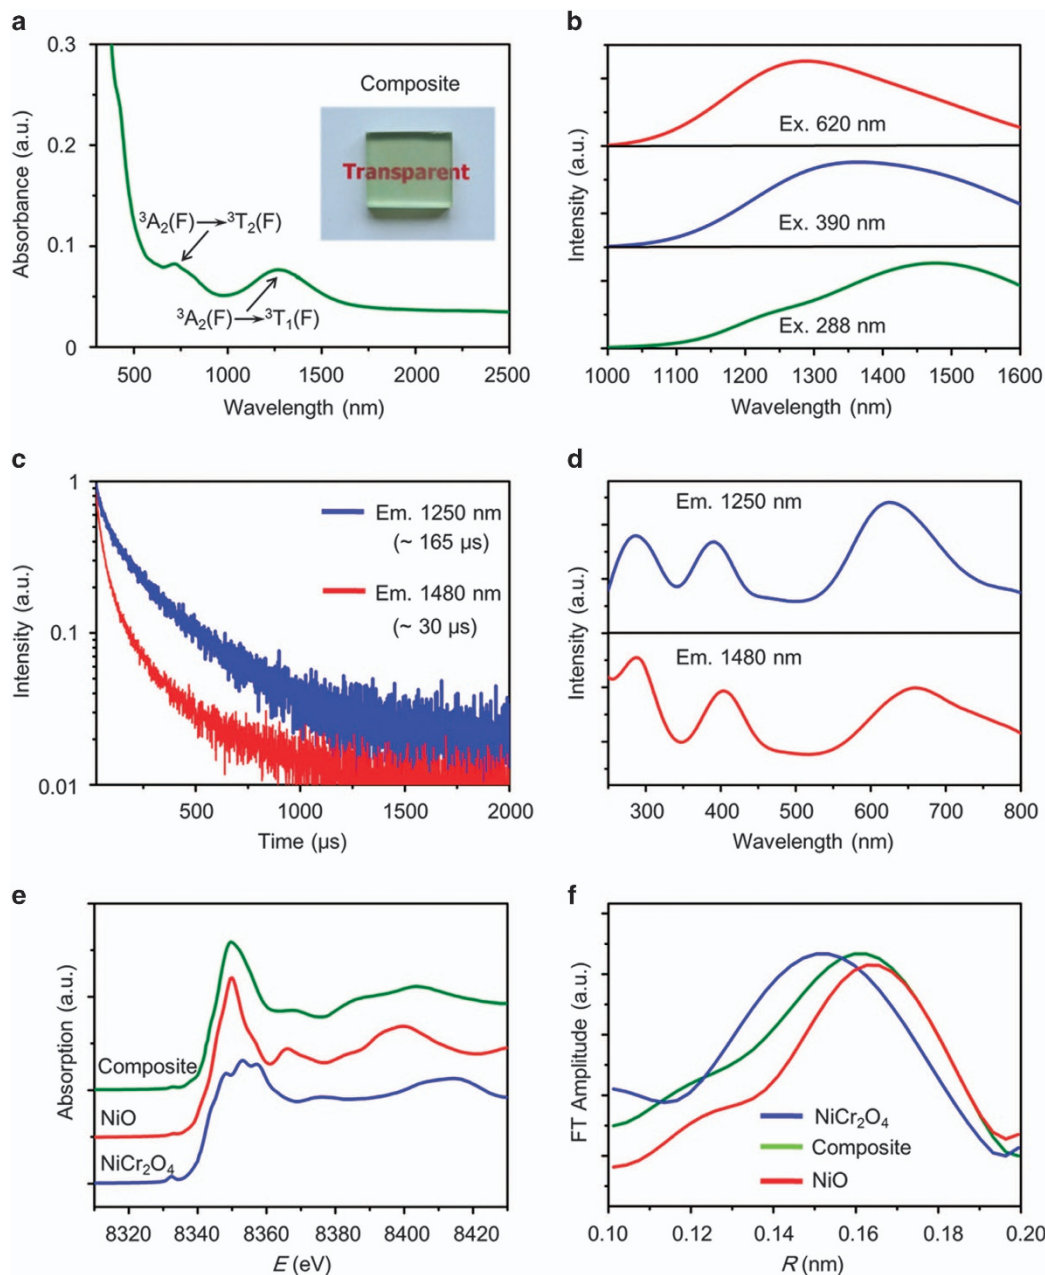 a
0.3
0.2
0.1
0
Absorbance (a.u.)
Composite
Transparent
³A₂(F)→³T₂(F)
³A₂(F)→³T₁(F)
500 1000 1500 2000 2500
Wavelength (nm)
b
Intensity (a.u.)
Ex. 620 nm
Ex. 390 nm
Ex. 288 nm
1000 1100 1200 1300 1400 1500 1600
Wavelength (nm)
c
1
0.1
0.01
Intensity (a.u.)
Em. 1250 nm
(~ 165 µs)
Em. 1480 nm
(~ 30 µs)
500 1000 1500 2000
Time (µs)
d
Intensity (a.u.)
Em. 1250 nm
Em. 1480 nm
300 400 500 600 700 800
Wavelength (nm)
e
Absorption (a.u.)
Composite
NiO
NiCr₂O₄
8320 8340 8360 8380 8400 8420
E (eV)
f
FT Amplitude (a.u.)
NiCr₂O₄
Composite
NiO
0.10 0.12 0.14 0.16 0.18 0.20
R (nm)